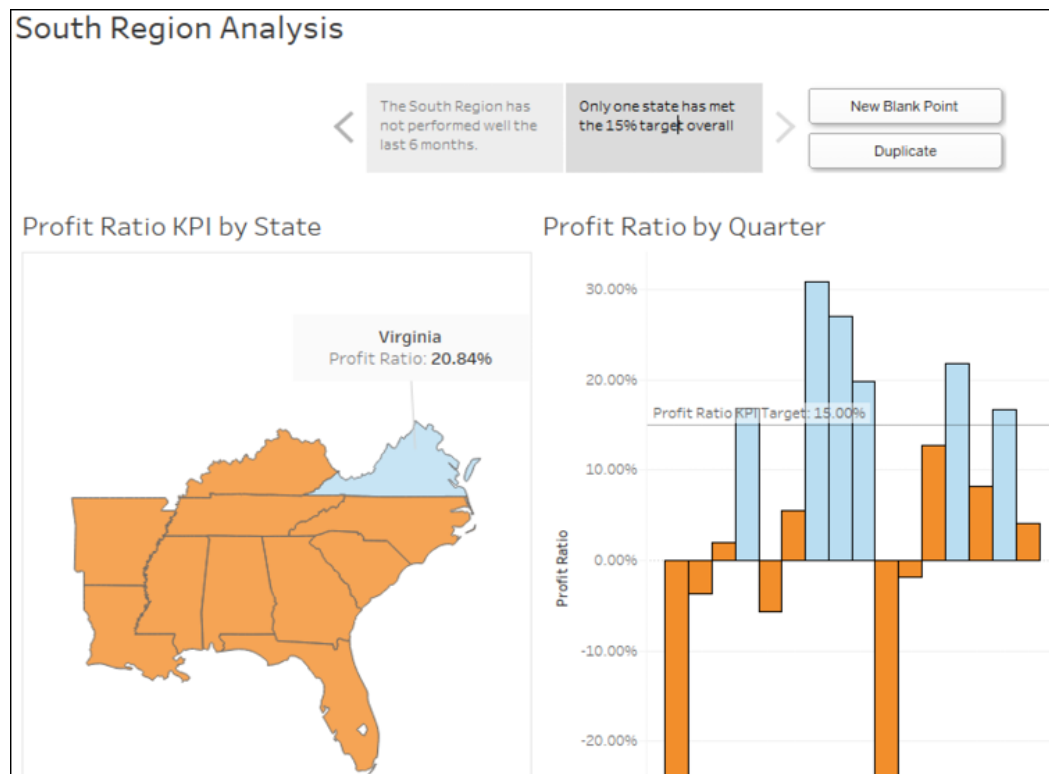 South Region Analysis
The South Region has
not performed well the
last 6 months.
Only one state has met
the 15% target overall
New Blank Point
Duplicate
Profit Ratio KPI by State
Virginia
Profit Ratio: 20.84%
Profit Ratio by Quarter
30.00%
20.00%
Profit Ratio KPI Target: 15.00%
10.00%
0.00%
-10.00%
-20.00%
Profit Ratio